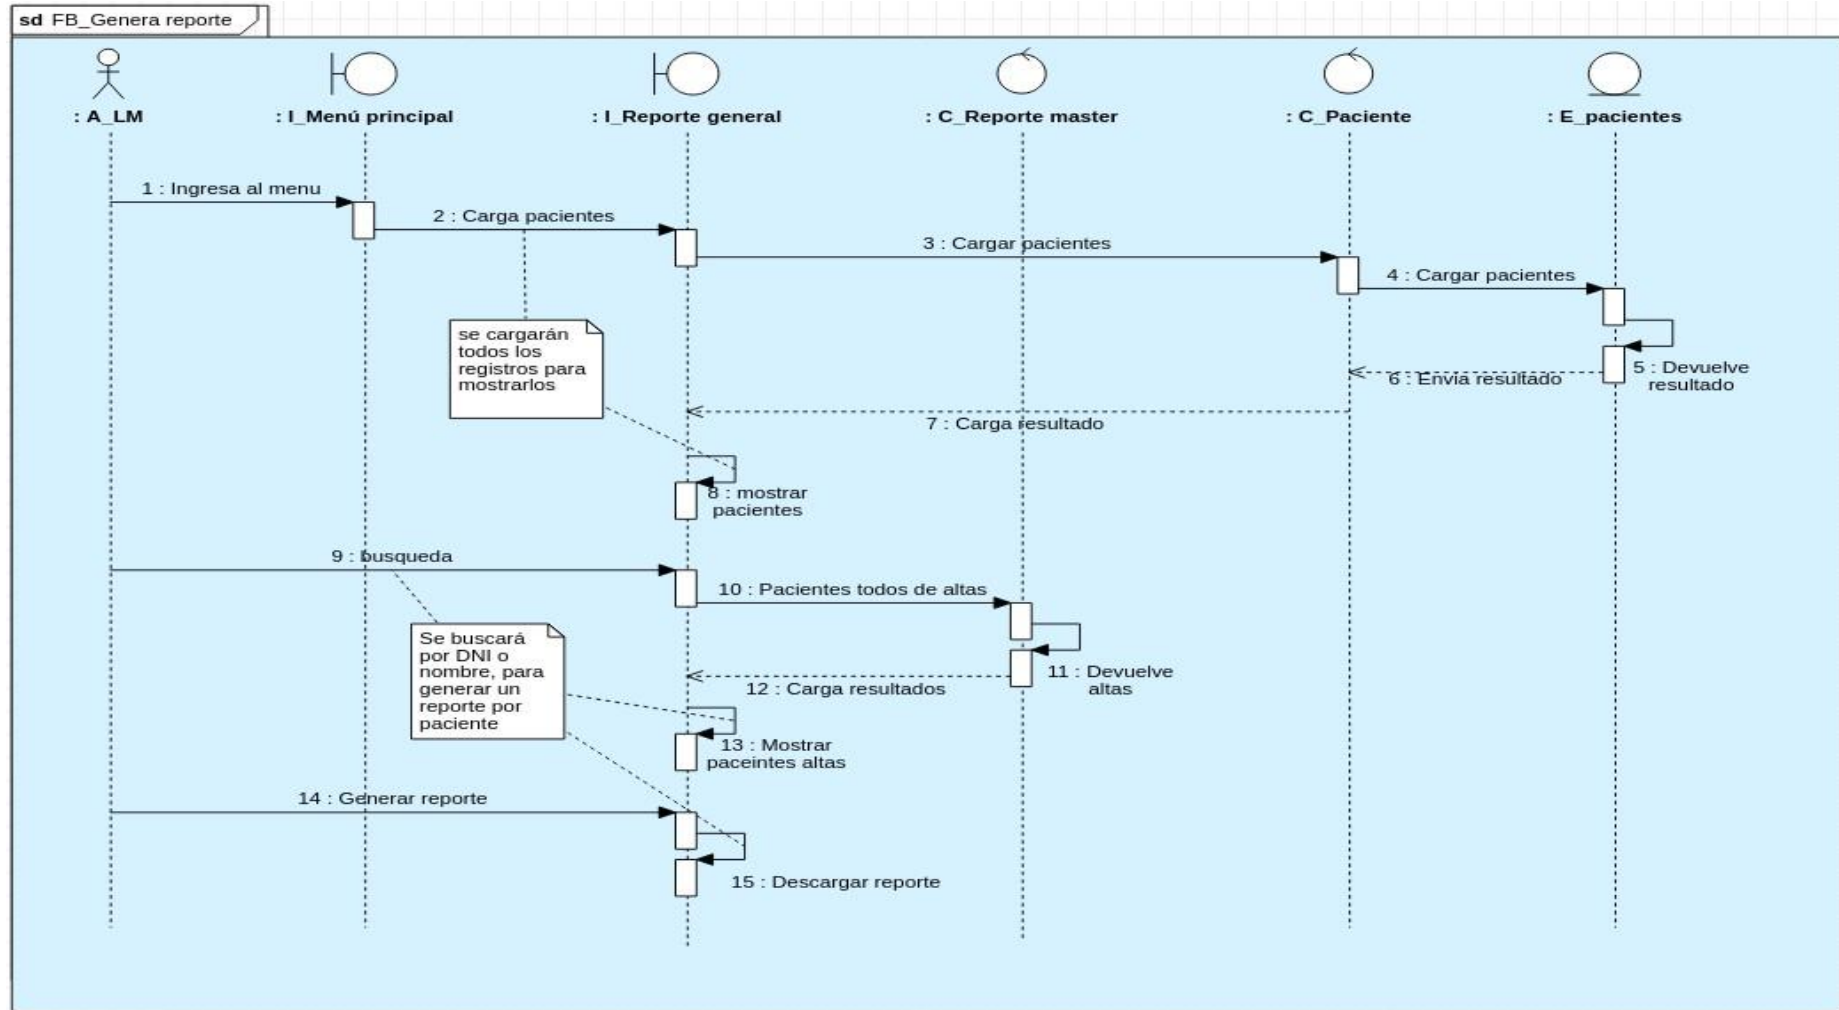 sd FB_Genera reporte
: A_LM
: I_Menú principal
: I_Reporte general
: C_Reporte master
: C_Paciente
: E_pacientes
1 : Ingresa al menu
2 : Carga pacientes
3 : Cargar pacientes
4 : Cargar pacientes
se cargarán
todos los
registros para
mostrarlos
5 : Devuelve
resultado
6 : Envia resultado
7 : Carga resultado
8 : mostrar
pacientes
9 : busqueda
10 : Pacientes todos de altas
Se buscará
por DNI o
nombre, para
generar un
reporte por
paciente
11 : Devuelve
altas
12 : Carga resultados
13 : Mostrar
paceintes altas
14 : Generar reporte
15 : Descargar reporte